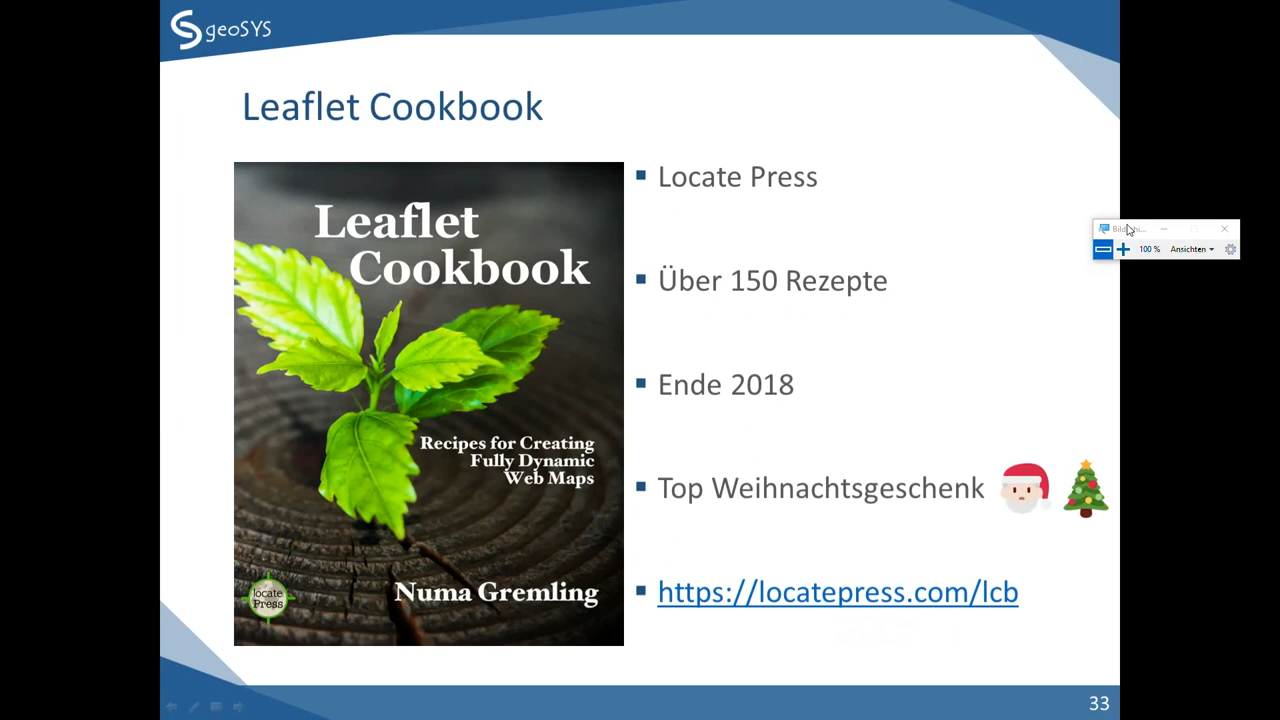 geoSYS
Leaflet Cookbook
Leaflet
Cookbook
Recipes for Creating
Fully Dynamic
Web Maps
locate
Press
Numa Gremling
Locate Press
Über 150 Rezepte
Ende 2018
Top Weihnachtsgeschenk
https://locatepress.com/lcb
100 %
Ansichten
33